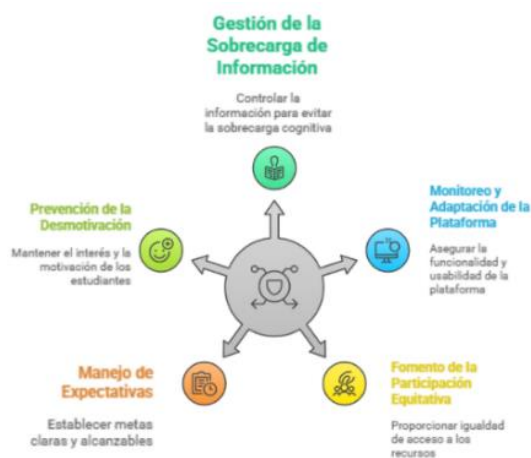 Gestión de la
Sobrecarga de
Información
Controlar la
información para evitar
la sobrecarga cognitiva
Prevención de la
Desmotivación
Mantener el interés y la
motivación de los
estudiantes
Monitoreo y
Adaptación de la
Plataforma
Asegurar la
funcionalidad y
usabilidad de la
plataforma
Manejo de
Expectativas
Establecer metas
claras y alcanzables
Fomento de la
Participación
Equitativa
Proporcionar igualdad
de acceso a los
recursos